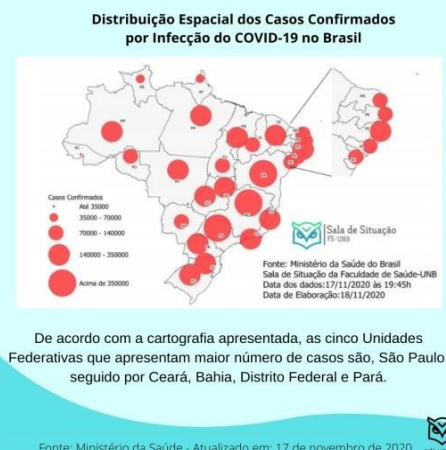 Distribuição Espacial dos Casos Confirmados
por Infecção do COVID-19 no Brasil
Casos Confirmados
Até 35000
35000 - 70000
70000 - 140000
140000 - 350000
Acima de 350000
Sala de Situação
FS-UNB
Fonte: Ministério da Saúde do Brasil
Sala de Situação da Faculdade de Saúde-UNB
Data dos dados:17/11/2020 às 19:45h
Data de Elaboração:18/11/2020
De acordo com a cartografia apresentada, as cinco Unidades
Federativas que apresentam maior número de casos são, São Paulo
seguido por Ceará, Bahia, Distrito Federal e Pará.
Fonte: Ministério da Saúde - Atualizado em: 17 de novembro de 2020